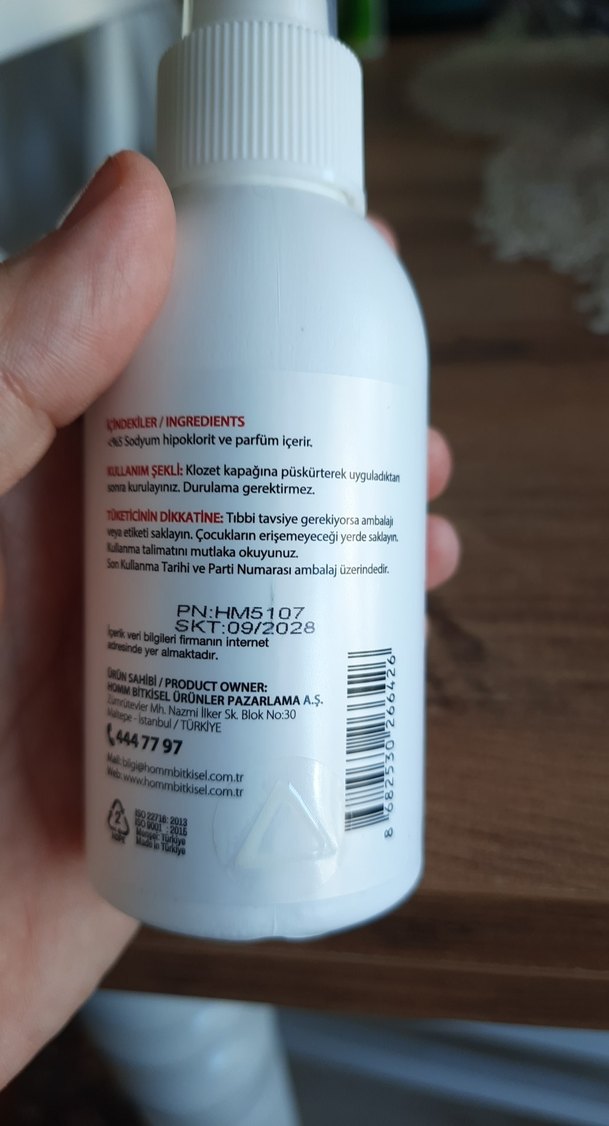 İÇİNDEKİLER / INGREDIENTS
<%5 Sodyum hipoklorit ve parfüm içerir.
KULLANIM ŞEKLİ: Klozet kapağına püskürterek uyguladıktan
sonra kurulayınız. Durulama gerektirmez.
TÜKETİCİNİN DİKKATİNE: Tıbbi tavsiye gerekiyorsa ambalajı
veya etiketi saklayın. Çocukların erişemeyeceği yerde saklayın.
Kullanma talimatını mutlaka okuyunuz.
Son Kullanma Tarihi ve Parti Numarası ambalaj üzerindedir.
PN:HM5107
SKT:09/2028
İçerik veri bilgileri firmanın internet
adresinde yer almaktadır.
ÜRÜN SAHİBİ / PRODUCT OWNER:
HOMM BİTKİSEL ÜRÜNLER PAZARLAMA A.Ş.
Zümrütevler Mh. Nazmi İlker Sk. Blok No:30
Maltepe - İstanbul / TÜRKİYE
444 77 97
Mail: bilgi@hommbitkisel.com.tr
Web: www.hommbitkisel.com.tr
2
HDPE
ISO 22716: 2013
ISO 9001 : 2015
Menşei: Türkiye
Made in Türkiye
8 682530 266426